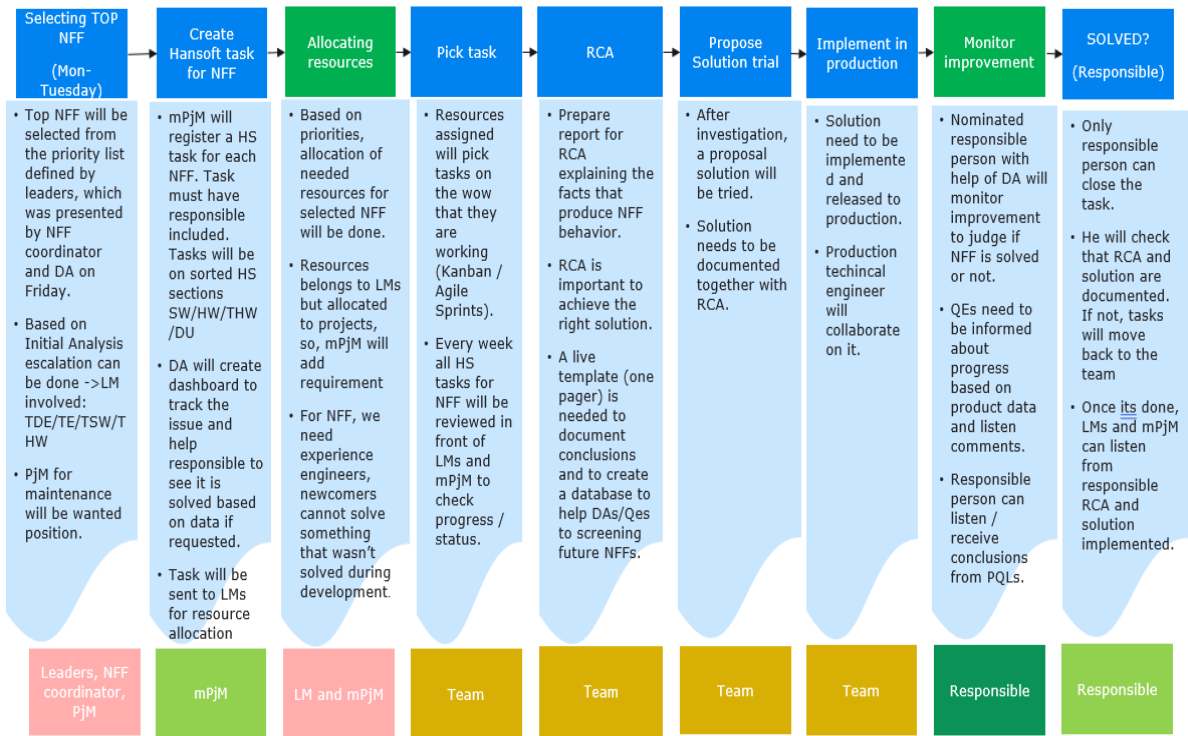 Selecting TOP
NFF
(Mon-
Tuesday)
Create
Hansoft task
for NFF
Allocating
resources
Pick task
RCA
Propose
Solution trial
Implement in
production
Monitor
improvement
SOLVED?
(Responsible)
• Top NFF will be
selected from
the priority list
defined by
leaders, which
was presented
by NFF
coordinator
and DA on
Friday.
• Based on
Initial Analysis
escalation can
be done ->LM
involved:
TDE/TE/TSW/T
HW
• PjM for
maintenance
will be wanted
position.
• mPjM will
register a HS
task for each
NFF. Task
must have
responsible
included.
Tasks will be
on sorted HS
sections
SW/HW/THW
/DU
• DA will create
dashboard to
track the
issue and
help
responsible to
see it is
solved based
on data if
requested.
• Task will be
sent to LMs
for resource
allocation
• Based on
priorities,
allocation of
needed
resources for
selected NFF
will be done.
• Resources
belongs to LMs
but allocated
to projects,
so, mPjM will
add
requirement
• For NFF, we
need
experience
engineers,
newcomers
cannot solve
something
that wasn't
solved during
development.
• Resources
assigned
will pick
tasks on
the wow
that they
are
working
(Kanban /
Agile
Sprints).
• Every week
all HS
tasks for
NFF will be
reviewed in
front of
LMs and
mPjM to
check
progress /
status.
• Prepare
report for
RCA
explaining the
facts that
produce NFF
behavior.
• RCA is
important to
achieve the
right solution.
• A live
template (one
pager) is
needed to
document
conclusions
and to create
a database to
help DAs/Qes
to screening
future NFFs.
• After
investigation,
a proposal
solution will
be tried.
• Solution
needs to be
documented
together with
RCA.
• Solution
need to be
implemente
d and
released to
production.
• Production
techincal
engineer
will
collaborate
on it.
• Nominated
responsible
person with
help of DA will
monitor
improvement
to judge if
NFF is solved
or not.
• QEs need to
be informed
about
progress
based on
product data
and listen
comments.
• Responsible
person can
listen /
receive
conclusions
from PQLs.
• Only
responsible
person can
close the
task.
• He will check
that RCA and
solution are
documented.
If not, tasks
will move
back to the
team
• Once its done,
LMs and mPjM
can listen
from
responsible
RCA and
solution
implemented.
Leaders, NFF
coordinator,
PjM
mPjM
LM and mPjM
Team
Team
Team
Team
Responsible
Responsible